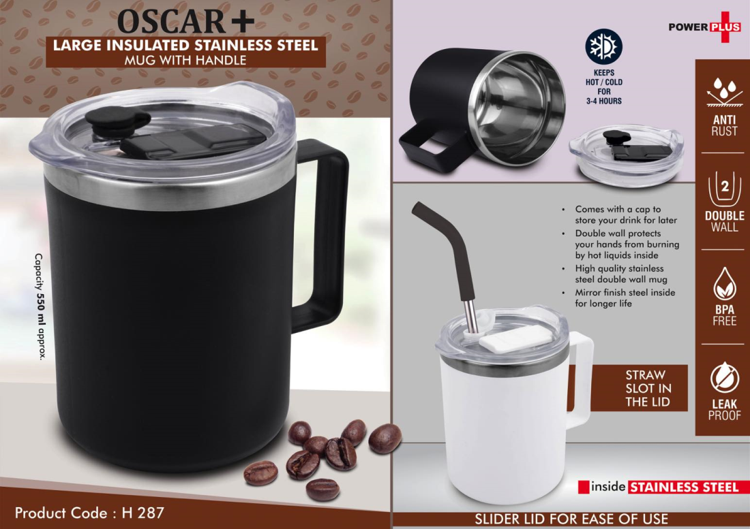 OSCAR+
LARGE INSULATED STAINLESS STEEL
MUG WITH HANDLE
Capacity 550 ml approx.
Product Code : H 287
POWER PLUS
KEEPS
HOT / COLD
FOR
3-4 HOURS
• Comes with a cap to
store your drink for later
• Double wall protects
your hands from burning
by hot liquids inside
• High quality stainless
steel double wall mug
• Mirror finish steel inside
for longer life
ANTI
RUST
2
DOUBLE
WALL
BPA
FREE
LEAK
PROOF
STRAW
SLOT IN
THE LID
inside STAINLESS STEEL
SLIDER LID FOR EASE OF USE